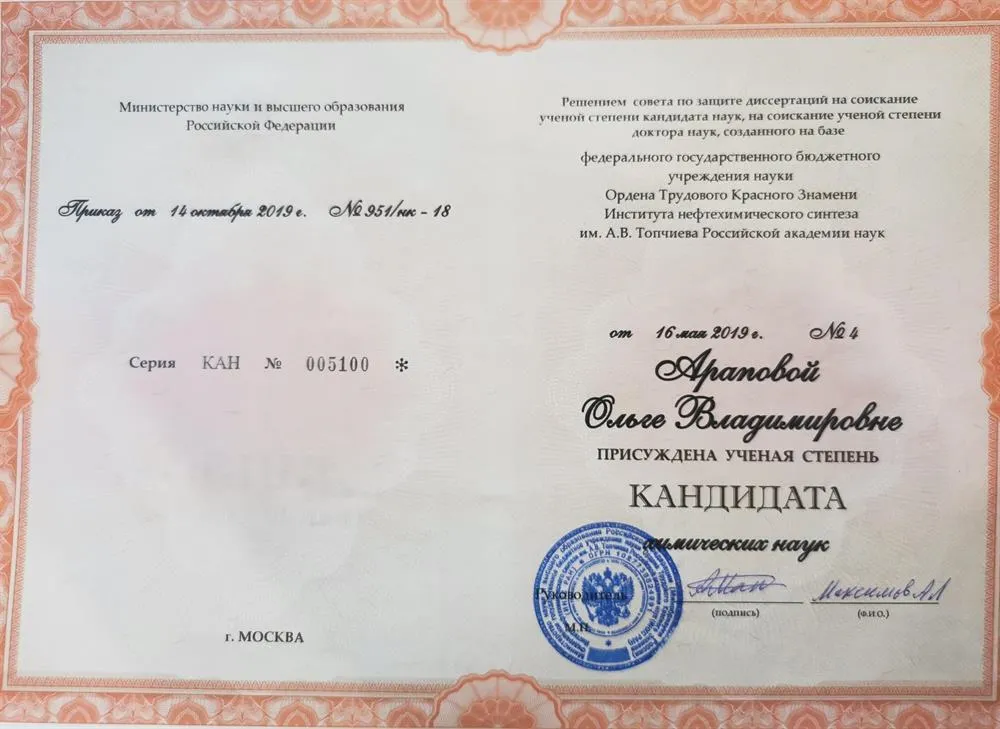 Министерство науки и высшего образования
Российской Федерации
Приказ от 14 октября 2019 г. № 951/нк - 18
Серия КАН № 005100 *
г. МОСКВА
Решением совета по защите диссертаций на соискание
ученой степени кандидата наук, на соискание ученой степени
доктора наук, созданного на базе
федерального государственного бюджетного
учреждения науки
Ордена Трудового Красного Знамени
Института нефтехимического синтеза
им. А.В. Топчиева Российской академии наук
от 16 мая 2019 г. № 4
Араповой
Ольге Владимировне
ПРИСУЖДЕНА УЧЕНАЯ СТЕПЕНЬ
КАНДИДАТА
химических наук
Руководитель
Максимов А Л
(подпись) (Ф.И.О.)
М.П.